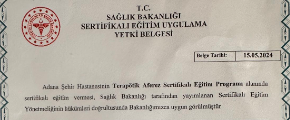 T.C.
SAĞLIK BAKANLIĞI
SERTİFİKALI EĞİTİM UYGULAMA
YETKİ BELGESİ
Belge Tarihi: 15.05.2024
Adana Şehir Hastanesinin Terapötik Aferez Sertifikalı Eğitim Programı alanında
sertifikalı eğitim vermesi, Sağlık Bakanlığı tarafından yayımlanan Sertifikalı Eğitim
Yönetmeliğinin hükümleri doğrultusunda Bakanlığımızca uygun görülmüştür